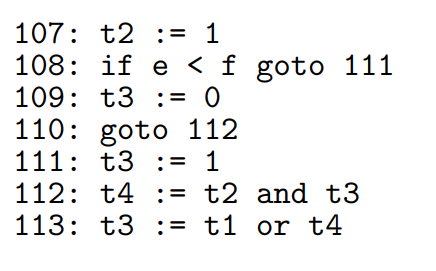 107: t2 := 1
108: if e < f goto 111
109: t3 := 0
110: goto 112
111: t3 := 1
112: t4 := t2 and t3
113: t3 := t1 or t4